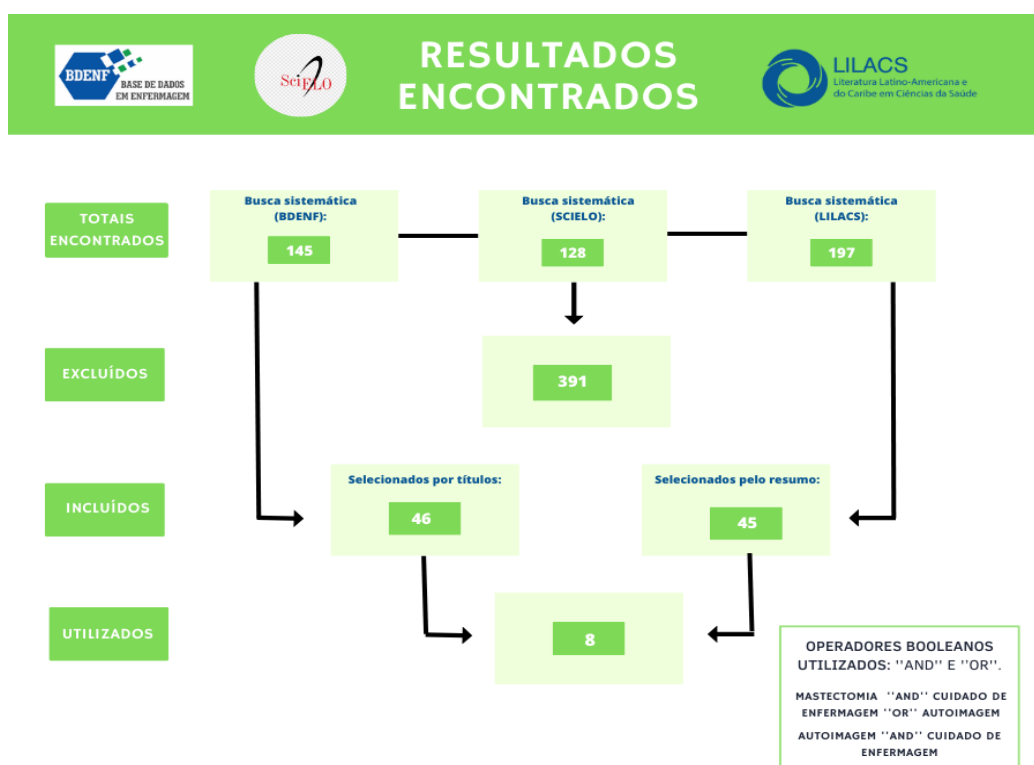 BDENF
BASE DE DADOS
EM ENFERMAGEM
SciELO
RESULTADOS
ENCONTRADOS
LILACS
Literatura Latino-Americana e
do Caribe em Ciências da Saúde
TOTAIS
ENCONTRADOS
Busca sistemática
(BDENF):
145
Busca sistemática
(SCIELO):
128
Busca sistemática
(LILACS):
197
EXCLUÍDOS
391
INCLUÍDOS
Selecionados por títulos:
46
Selecionados pelo resumo:
45
UTILIZADOS
8
OPERADORES BOOLEANOS
UTILIZADOS: "AND" E "OR".
MASTECTOMIA "AND" CUIDADO DE
ENFERMAGEM "OR" AUTOIMAGEM
AUTOIMAGEM "AND" CUIDADO DE
ENFERMAGEM